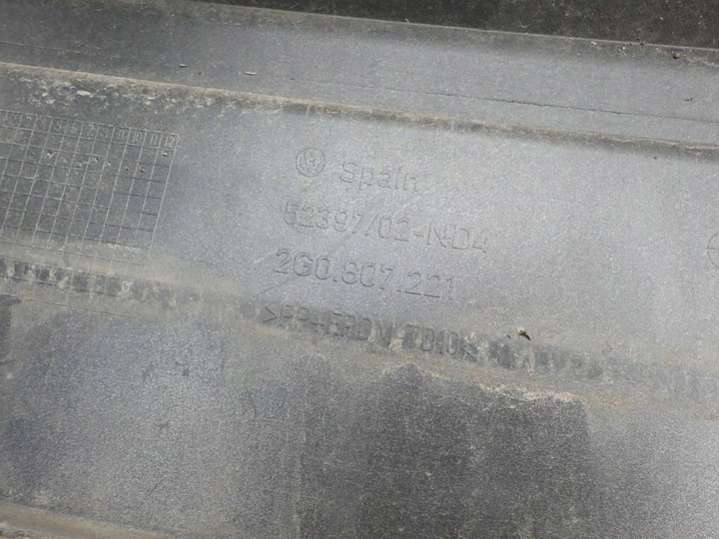 Spain
52397/02-ND4
2G0.807.221
>PP+EPDM-TD10<